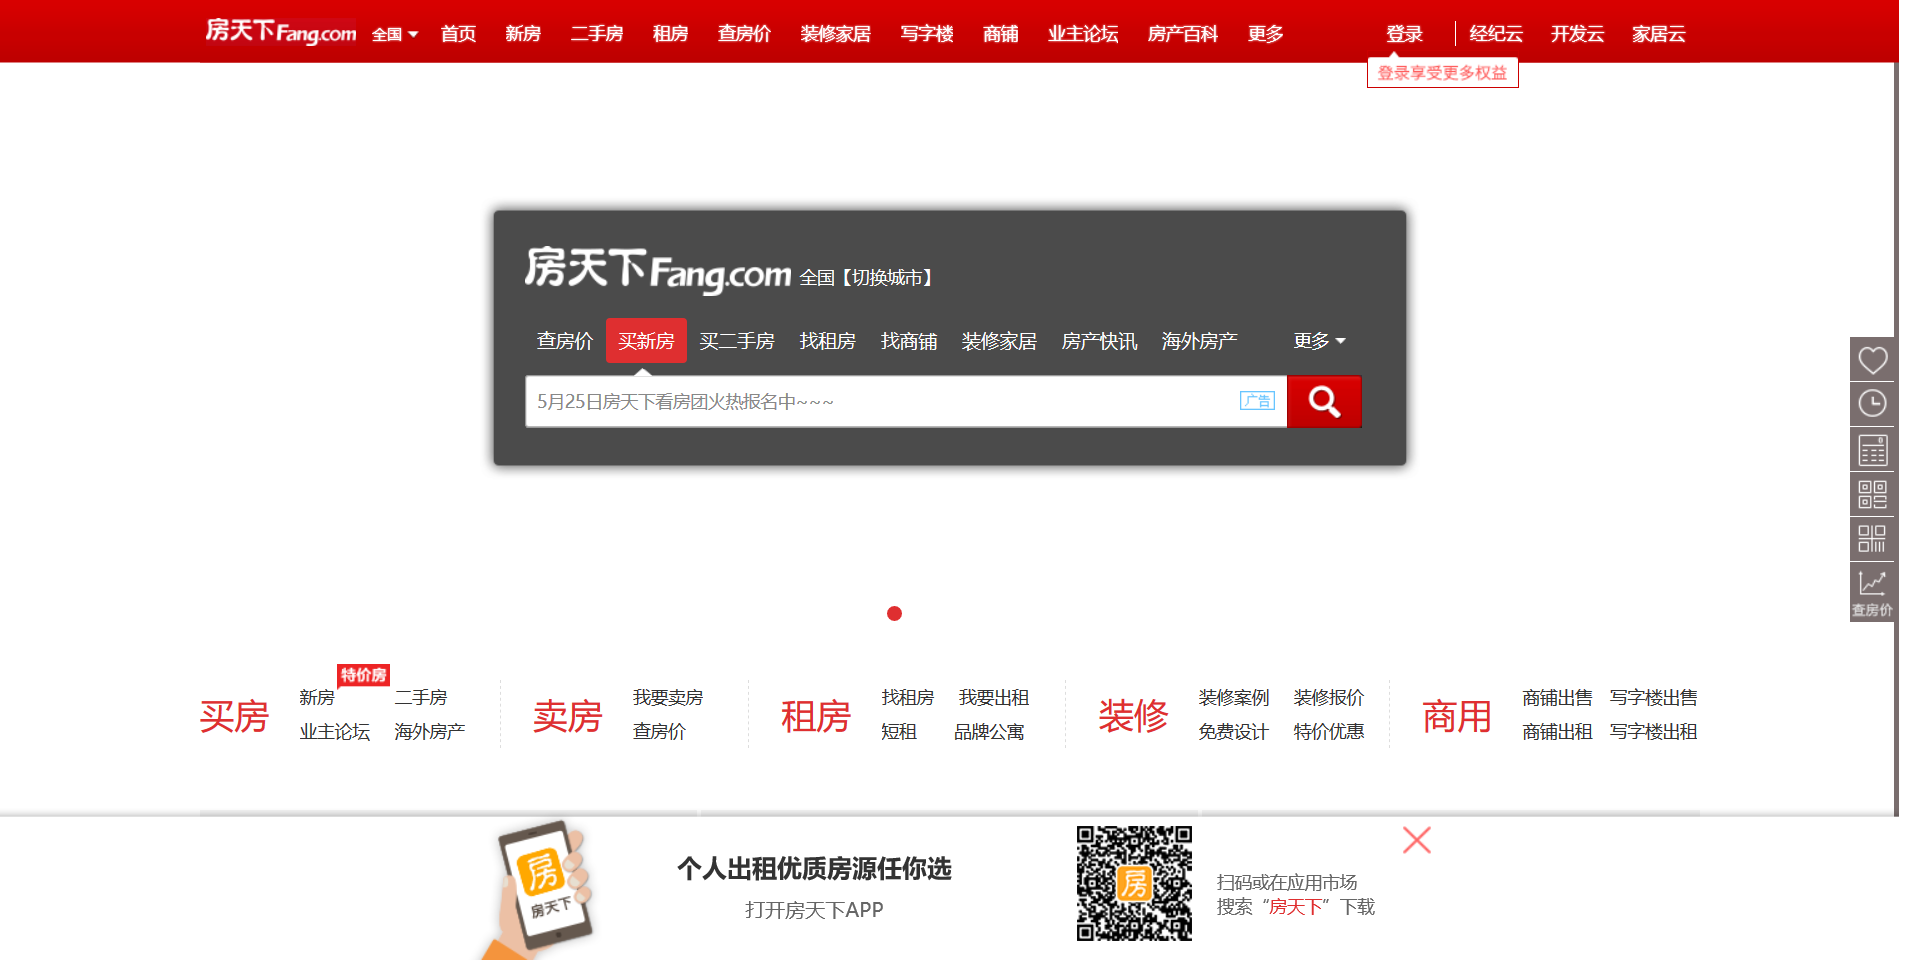 房天下Fang.com 全国 首页 新房 二手房 租房 查房价 装修家居 写字楼 商铺 业主论坛 房产百科 更多 登录 经纪云 开发云 家居云
登录享受更多权益
房天下Fang.com 全国【切换城市】
查房价 买新房 买二手房 找租房 找商铺 装修家居 房产快讯 海外房产 更多
5月25日房天下看房团火热报名中~~~ 广告
查房价
特价房
买房
新房 二手房
业主论坛 海外房产
卖房
我要卖房
查房价
租房
找租房 我要出租
短租 品牌公寓
装修
装修案例 装修报价
免费设计 特价优惠
商用
商铺出售 写字楼出售
商铺出租 写字楼出租
房
房天下
个人出租优质房源任你选
打开房天下APP
房
扫码或在应用市场
搜索“房天下”下载